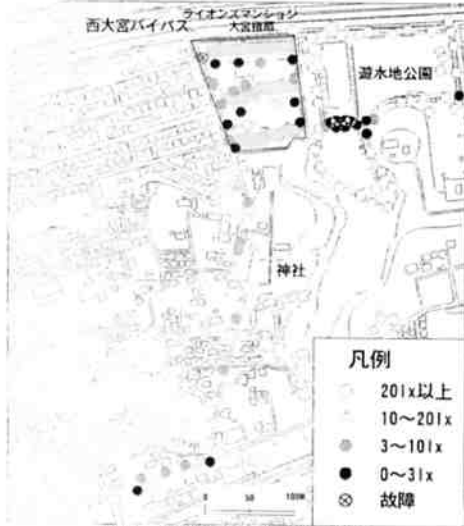 ライオンズマンション
西大宮バイパス
大宮指扇
遊水地公園
神社
凡例
20lx以上
10〜20lx
3〜10lx
0〜3lx
故障
0 50 100M